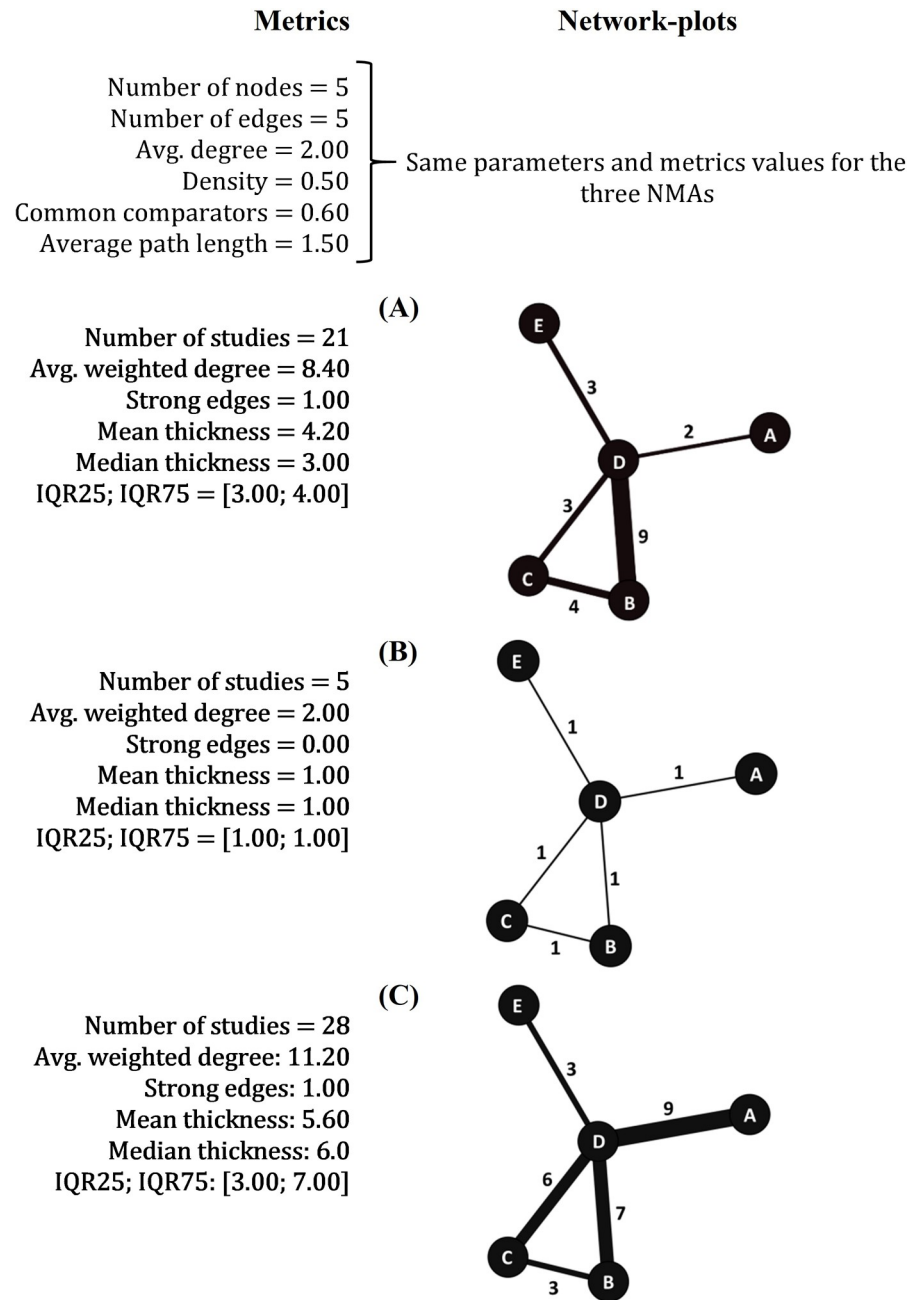 Metrics
Network-plots
Number of nodes = 5
Number of edges = 5
Avg. degree = 2.00
Density = 0.50
Common comparators = 0.60
Average path length = 1.50
Same parameters and metrics values for the
three NMAs
(A)
Number of studies = 21
Avg. weighted degree = 8.40
Strong edges = 1.00
Mean thickness = 4.20
Median thickness = 3.00
IQR25; IQR75 = [3.00; 4.00]
E
3
2
A
D
3
9
C
4
B
(B)
Number of studies = 5
Avg. weighted degree = 2.00
Strong edges = 0.00
Mean thickness = 1.00
Median thickness = 1.00
IQR25; IQR75 = [1.00; 1.00]
E
1
1
A
D
1
1
C
1
B
(C)
Number of studies = 28
Avg. weighted degree: 11.20
Strong edges: 1.00
Mean thickness: 5.60
Median thickness: 6.0
IQR25; IQR75: [3.00; 7.00]
E
3
9
A
D
6
7
C
3
B